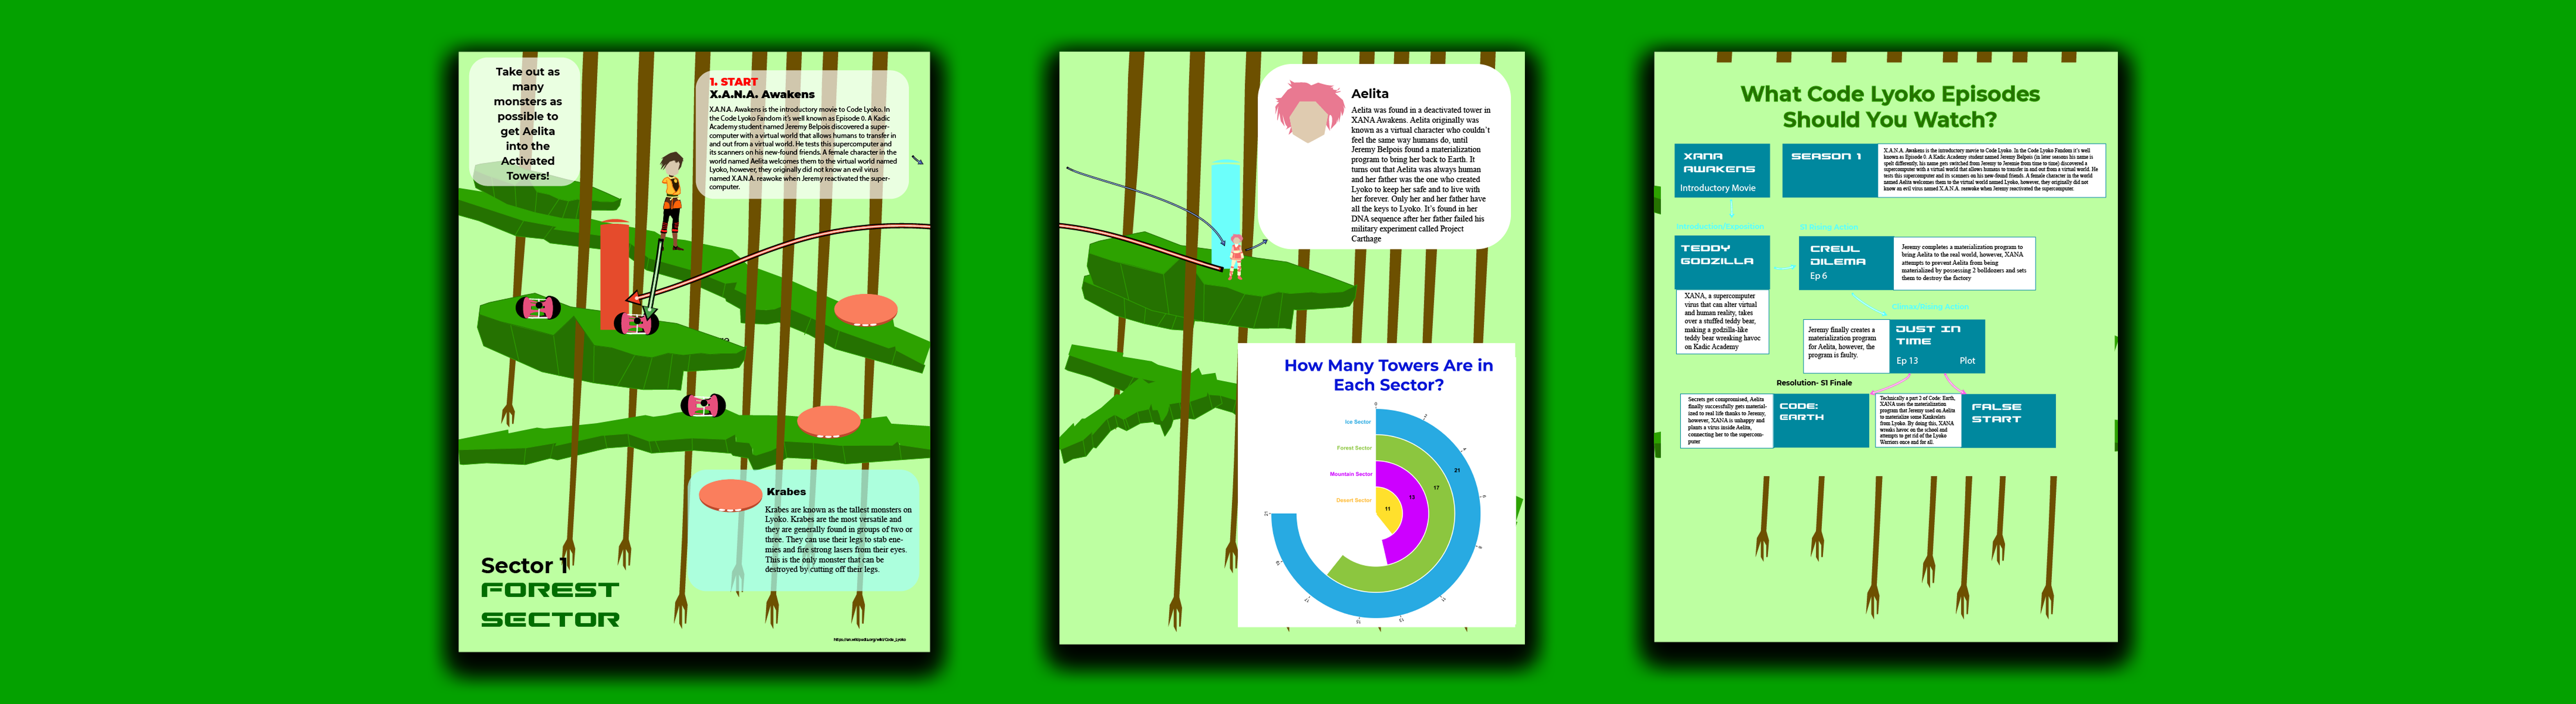 Take out as
many
monsters as
possible to
get Aelita
into the
Activated
Towers!
1. START
X.A.N.A. Awakens
X.A.N.A. Awakens is the introductory movie to Code Lyoko. In
the Code Lyoko Fandom it's well known as Episode 0. A Kadic
Academy student named Jeremy Belpois discovered a super-
computer with a virtual world that allows humans to transfer in
and out from a virtual world. He tests this supercomputer and
its scanners on his new-found friends. A female character in the
world named Aelita welcomes them to the virtual world named
Lyoko, however, they originally did not know an evil virus
named X.A.N.A. reawoke when Jeremy reactivated the super-
computer.
Krabes
Krabes are known as the tallest monsters on
Lyoko. Krabes are the most versatile and
they are generally found in groups of two or
three. They can use their legs to stab ene-
mies and fire strong lasers from their eyes.
This is the only monster that can be
destroyed by cutting off their legs.
Sector 1
FOREST
SECTOR
https://en.wikipedia.org/wiki/Code_Lyoko
Aelita
Aelita was found in a deactivated tower in
XANA Awakens. Aelita originally was
known as a virtual character who couldn't
feel the same way humans do, until
Jeremy Belpois found a materialization
program to bring her back to Earth. It
turns out that Aelita was always human
and her father was the one who created
Lyoko to keep her safe and to live with
her forever. Only her and her father have
all the keys to Lyoko. It's found in her
DNA sequence after her father failed his
military experiment called Project
Carthage
How Many Towers Are in
Each Sector?
Ice Sector
Forest Sector
Mountain Sector
Desert Sector
21
17
13
11
What Code Lyoko Episodes
Should You Watch?
XANA
AWAKENS
Introductory Movie
SEASON 1
X.A.N.A. Awakens is the introductory movie to Code Lyoko. In the Code Lyoko Fandom it's well
known as Episode 0. A Kadic Academy student named Jeremy Belpois (in later seasons his name is
spelt differently, his name gets switched from Jeremy to Jeremie from time to time) discovered a
supercomputer with a virtual world that allows humans to transfer in and out from a virtual world. He
tests this supercomputer and its scanners on his new-found friends. A female character in the world
named Aelita welcomes them to the virtual world named Lyoko, however, they originally did not
know an evil virus named X.A.N.A. reawoke when Jeremy reactivated the supercomputer.
Introduction/Exposition
S1 Rising Action
TEDDY
GODZILLA
XANA, a supercomputer
virus that can alter virtual
and human reality, takes
over a stuffed teddy bear,
making a godzilla-like
teddy bear wreaking havoc
on Kadic Academy
CREUL
DILEMA
Ep 6
Jeremy completes a materialization program to
bring Aelita to the real world, however, XANA
attempts to prevent Aelita from being
materialized by possessing 2 bulldozers and sets
them to destroy the factory
Action
Jeremy finally creates a
materialization program
for Aelita, however, the
program is faulty.
JUST IN
TIME
Ep 13 Plot
Resolution- S1 Finale
Secrets get compromised, Aelita
finally successfully gets material-
ized to real life thanks to Jeremy,
however, XANA is unhappy and
plants a virus inside Aelita,
connecting her to the supercom-
puter
CODE:
EARTH
Technically a part 2 of Code: Earth,
XANA uses the materialization
program that Jeremy used on Aelita
to materialize some Kankrelats
from Lyoko. By doing this, XANA
wreaks havoc on the school and
attempts to get rid of the Lyoko
Warriors once and for all.
FALSE
START